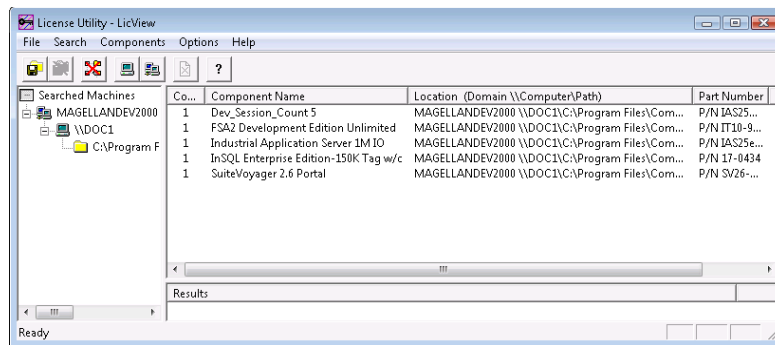 License Utility - LicView
File Search Components Options Help
?
Searched Machines
MAGELLANDEV2000
\\DOC1
C:\Program F
Co... Component Name Location (Domain \\Computer\Path) Part Number
1 Dev_Session_Count 5 MAGELLANDEV2000 \\DOC1\C:\Program Files\Com... P/N IAS25...
1 FSA2 Development Edition Unlimited MAGELLANDEV2000 \\DOC1\C:\Program Files\Com... P/N IT10-9...
1 Industrial Application Server 1M IO MAGELLANDEV2000 \\DOC1\C:\Program Files\Com... P/N IAS25e...
1 InSQL Enterprise Edition-150K Tag w/c MAGELLANDEV2000 \\DOC1\C:\Program Files\Com... P/N 17-0434
1 SuiteVoyager 2.6 Portal MAGELLANDEV2000 \\DOC1\C:\Program Files\Com... P/N SV26-...
Results
Ready